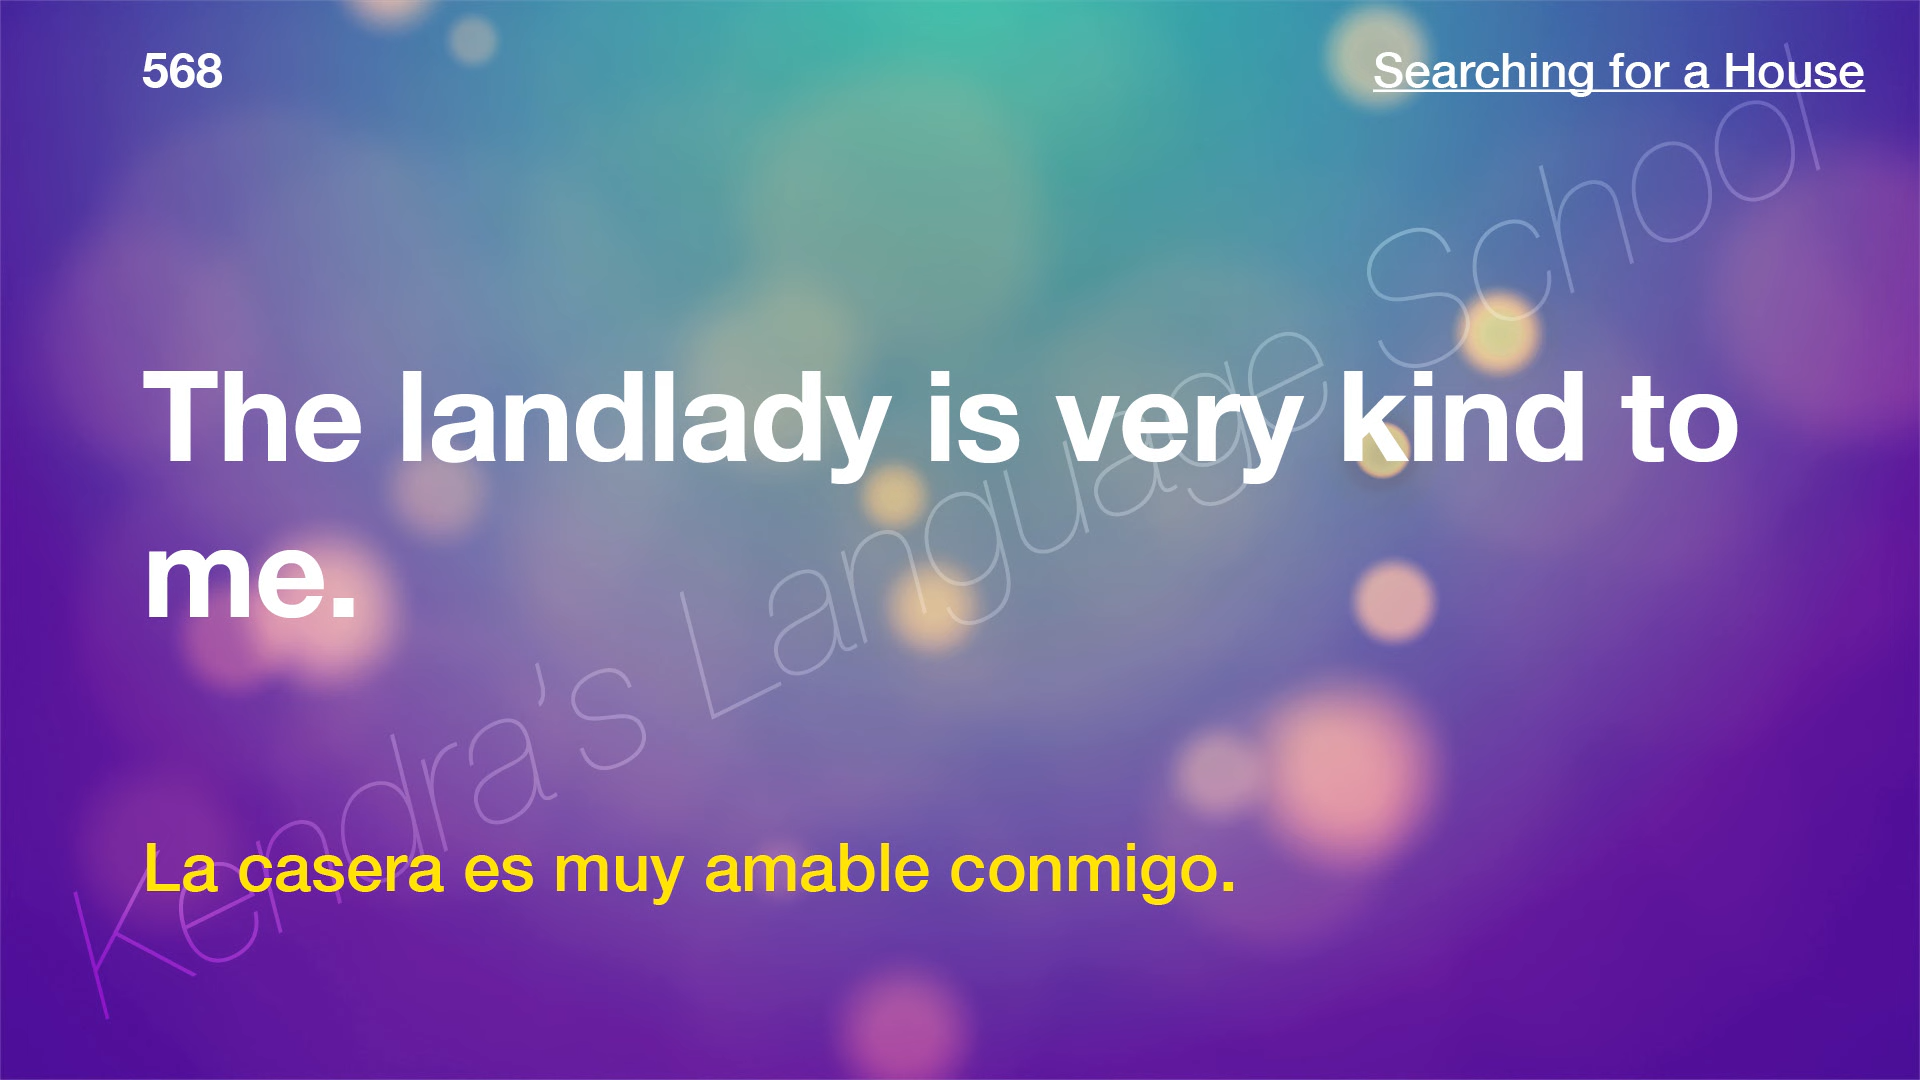 568
Searching for a House
The landlady is very kind to
me.
La casera es muy amable conmigo.
Kendra's Language School